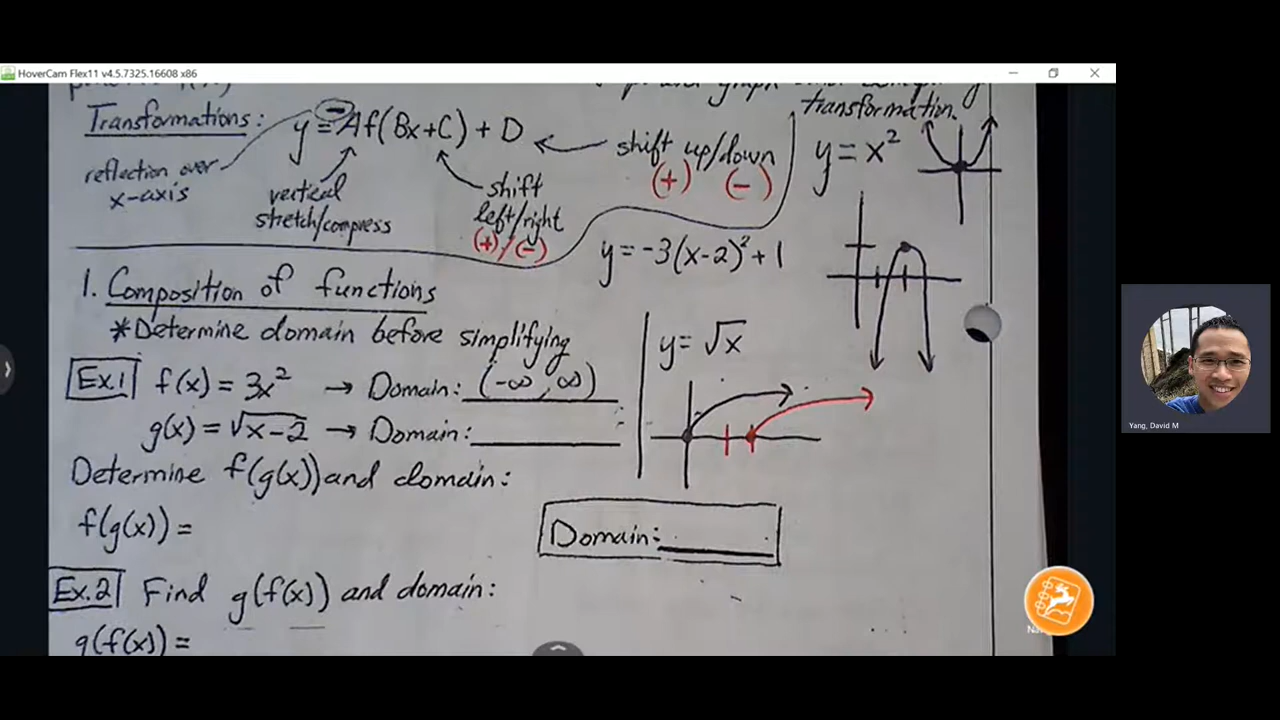 HoverCam Flex11 v4.5.7325.16608 x86
transformation.
Transformations: y = -Af(Bx+C) + D
shift up/down
(+) (-)
reflection over
x-axis
vertical
stretch/compress
shift
left/right
(+)/(-)
y = x²
y = -3(x-2)² + 1
1. Composition of functions
*Determine domain before simplifying
Ex.1 f(x) = 3x² → Domain: (-∞, ∞)
g(x) = √x-2 → Domain:
y = √x
Determine f(g(x)) and domain:
f(g(x)) =
Domain:
Ex.2 Find g(f(x)) and domain:
g(f(x)) =
Yang, David M